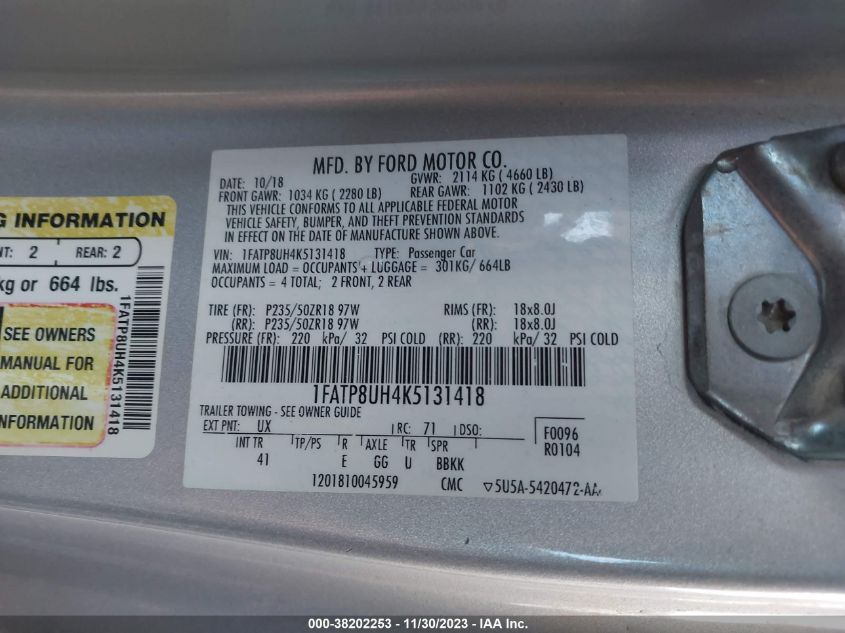 G INFORMATION
NT: 2 REAR: 2
kg or 664 lbs.
SEE OWNERS
MANUAL FOR
ADDITIONAL
INFORMATION
1FATP8UH4K5131418
MFD. BY FORD MOTOR CO.
DATE: 10/18 GVWR: 2114 KG ( 4660 LB)
FRONT GAWR: 1034 KG ( 2280 LB) REAR GAWR: 1102 KG ( 2430 LB)
THIS VEHICLE CONFORMS TO ALL APPLICABLE FEDERAL MOTOR
VEHICLE SAFETY, BUMPER, AND THEFT PREVENTION STANDARDS
IN EFFECT ON THE DATE OF MANUFACTURE SHOWN ABOVE.
VIN: 1FATP8UH4K5131418 TYPE: Passenger Car
MAXIMUM LOAD = OCCUPANTS + LUGGAGE = 301KG/ 664LB
OCCUPANTS = 4 TOTAL; 2 FRONT, 2 REAR
TIRE (FR): P235/50ZR18 97W RIMS (FR): 18x8.0J
(RR): P235/50ZR18 97W (RR): 18x8.0J
PRESSURE (FR): 220 kPa/ 32 PSI COLD (RR): 220 kPa/ 32 PSI COLD
1FATP8UH4K5131418
TRAILER TOWING - SEE OWNER GUIDE
EXT PNT: UX RC: 71 DSO: F0096
INT TR TP/PS R AXLE TR SPR R0104
41 E GG U BBKK
1201810045959 CMC ▽5U5A-5420472-AA
000-38202253 - 11/30/2023 - IAA Inc.